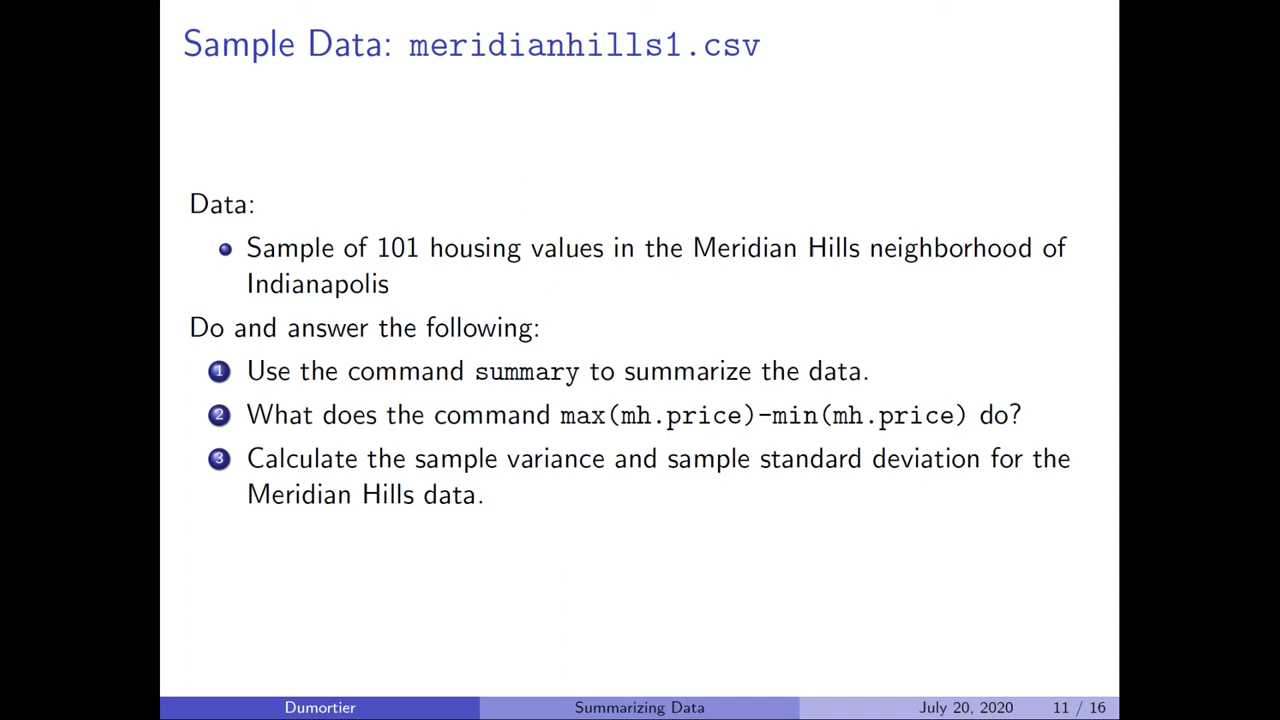 Sample Data: meridianhills1.csv
Data:
Sample of 101 housing values in the Meridian Hills neighborhood of
Indianapolis
Do and answer the following:
1 Use the command summary to summarize the data.
2 What does the command max(mh.price)-min(mh.price) do?
3 Calculate the sample variance and sample standard deviation for the
Meridian Hills data.
Dumortier Summarizing Data July 20, 2020 11 / 16